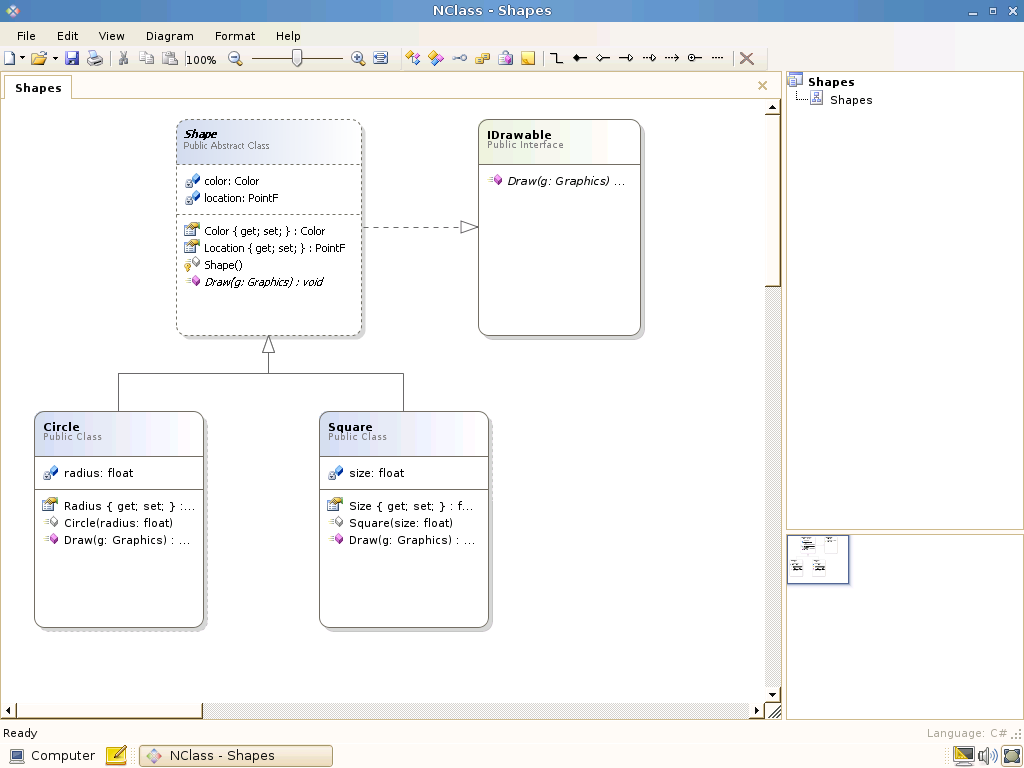 NClass - Shapes
File Edit View Diagram Format Help
100%
Shapes
Shapes
Shapes
Shape
Public Abstract Class
color: Color
location: PointF
Color { get; set; } : Color
Location { get; set; } : PointF
Shape()
Draw(g: Graphics) : void
IDrawable
Public Interface
Draw(g: Graphics) ...
Circle
Public Class
radius: float
Radius { get; set; } :...
Circle(radius: float)
Draw(g: Graphics) : ...
Square
Public Class
size: float
Size { get; set; } : f...
Square(size: float)
Draw(g: Graphics) : ...
Ready
Language: C#
Computer
NClass - Shapes